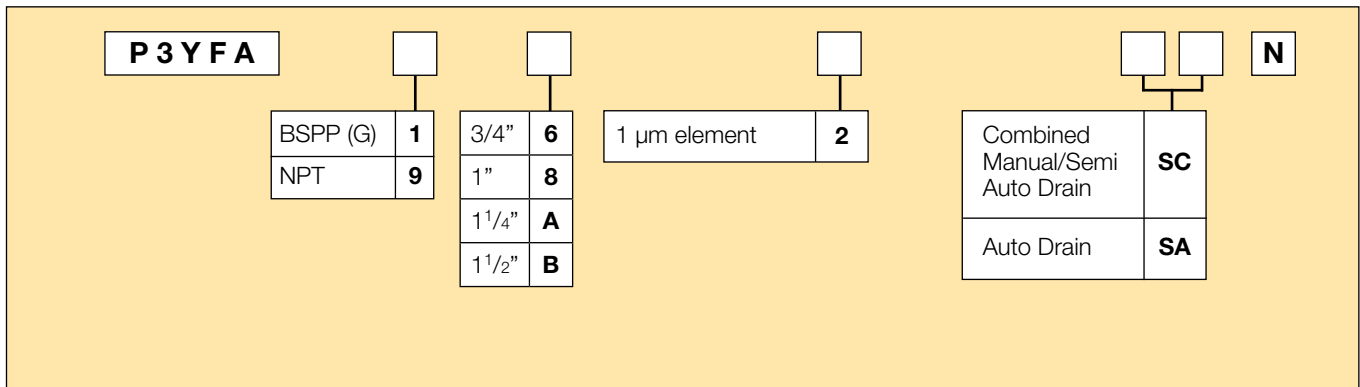 P 3 Y F A N
BSPP (G) 1
NPT 9
3/4” 6
1” 8
1 1/4” A
1 1/2” B
1 µm element 2
Combined
Manual/Semi
Auto Drain
SC
Auto Drain SA